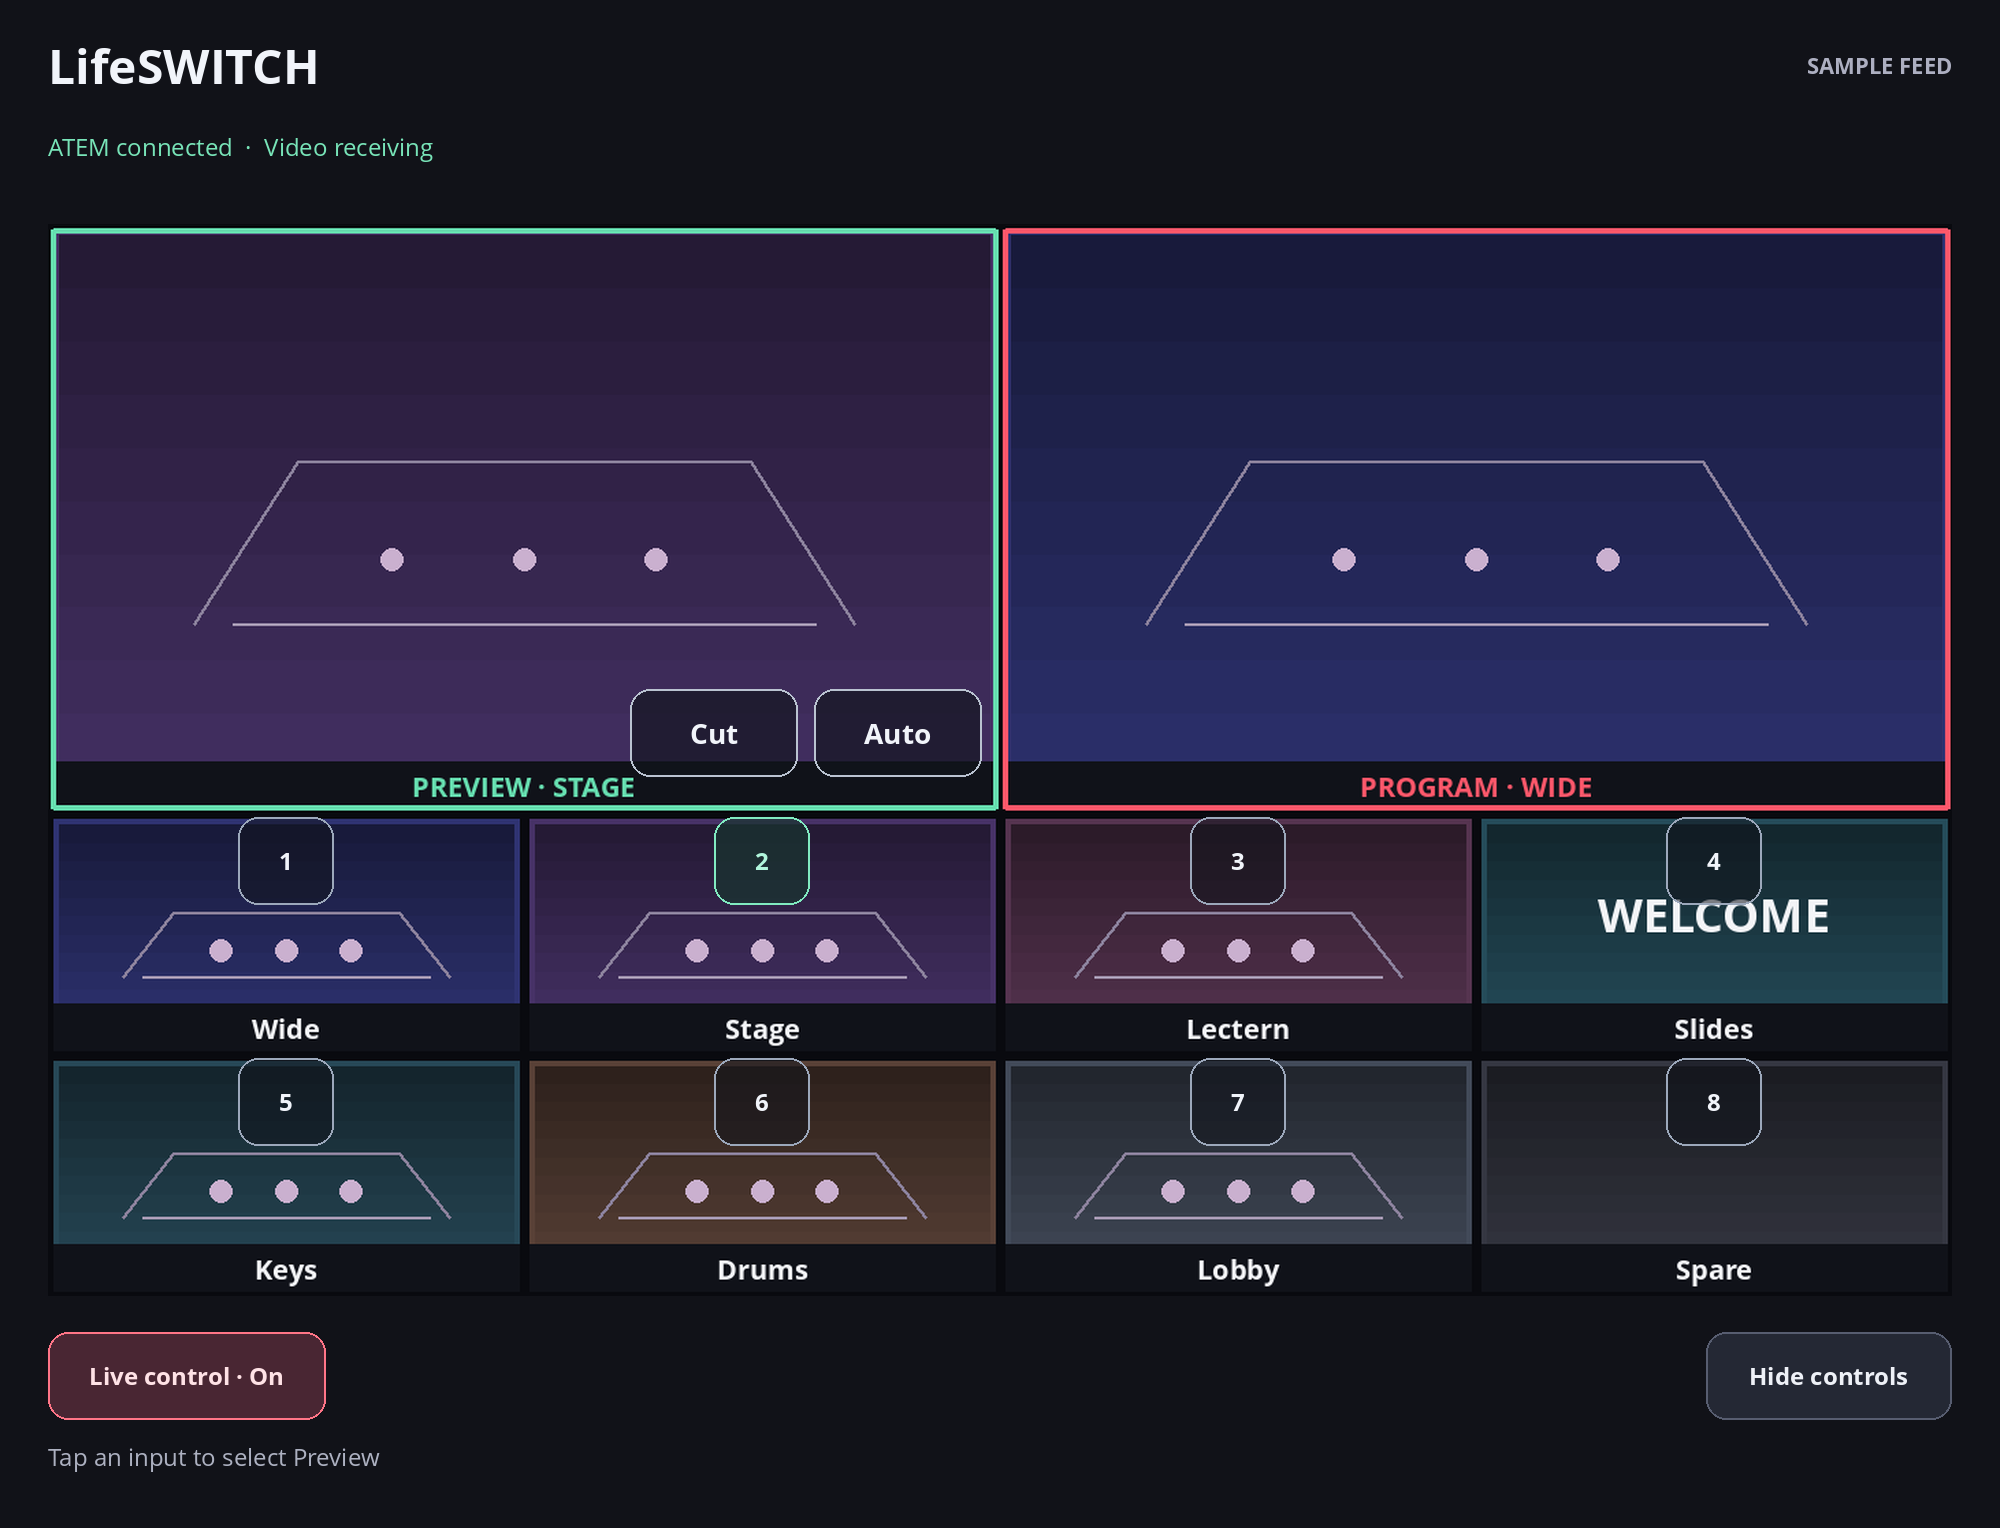 LifeSWITCH
SAMPLE FEED
ATEM connected · Video receiving
Cut
Auto
PREVIEW · STAGE
PROGRAM · WIDE
1
2
3
4
WELCOME
Wide
Stage
Lectern
Slides
5
6
7
8
Keys
Drums
Lobby
Spare
Live control · On
Hide controls
Tap an input to select Preview